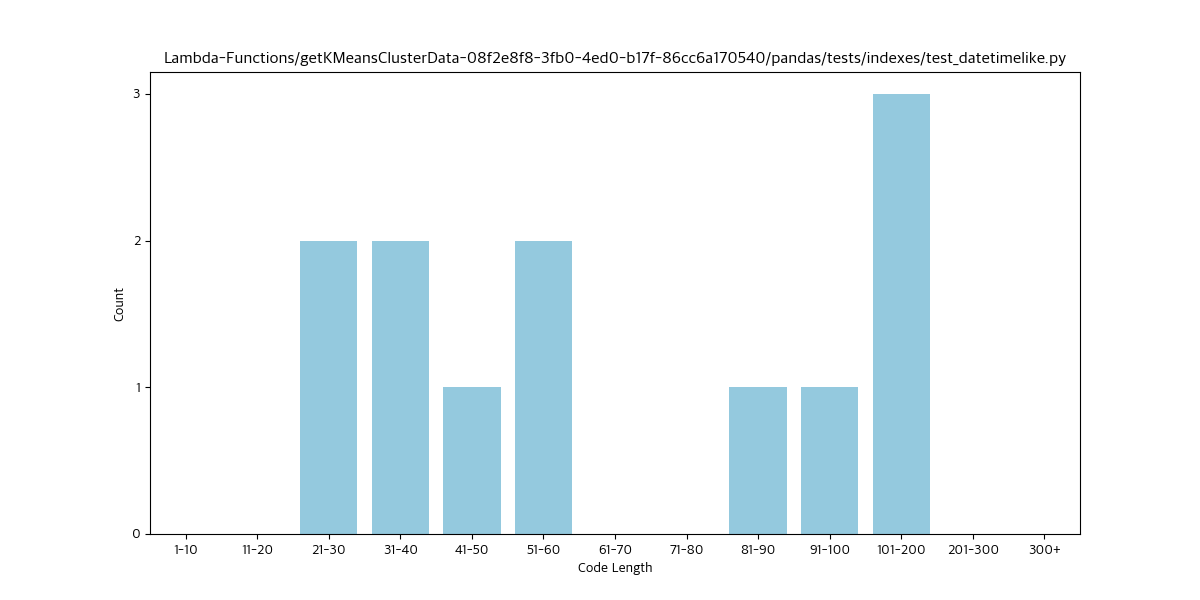 Lambda-Functions/getKMeansClusterData-08f2e8f8-3fb0-4ed0-b17f-86cc6a170540/pandas/tests/indexes/test_datetimelike.py
3
2
1
0
Count
1-10 11-20 21-30 31-40 41-50 51-60 61-70 71-80 81-90 91-100 101-200 201-300 300+
Code Length